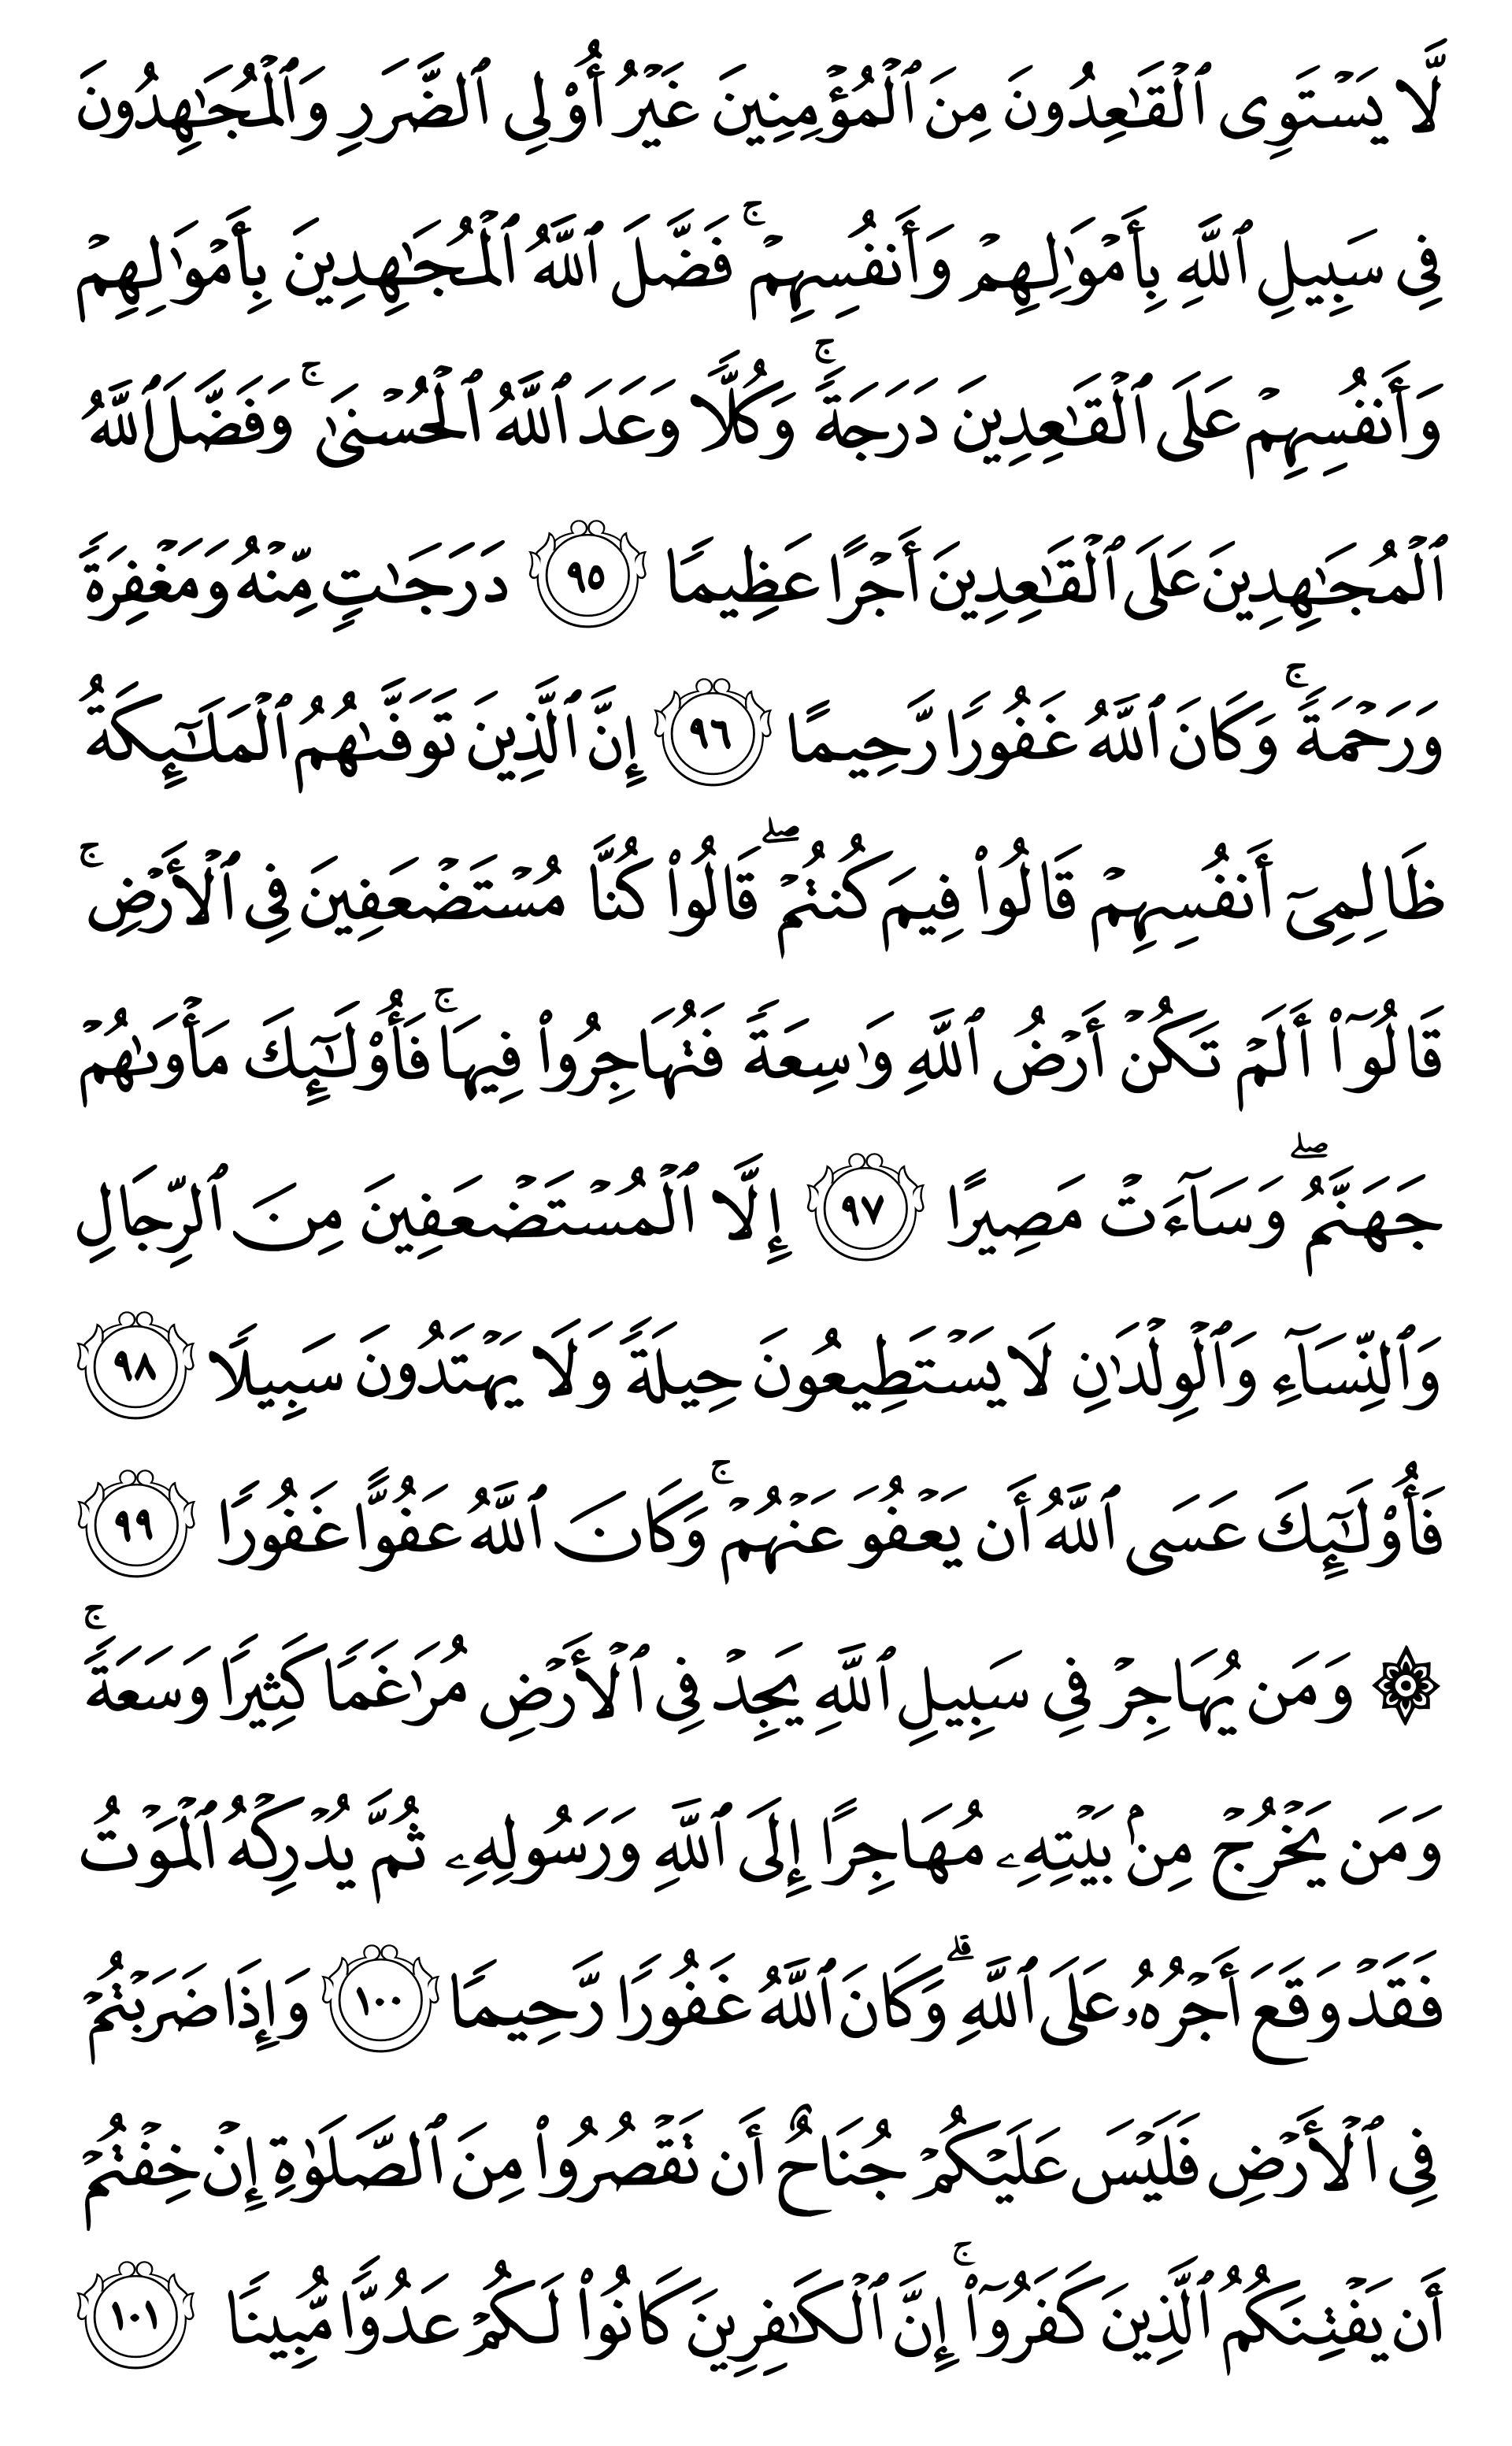 لَّا يَسْتَوِى ٱلْقَـٰعِدُونَ مِنَ ٱلْمُؤْمِنِينَ غَيْرُ أُو۟لِى ٱلضَّرَرِ وَٱلْمُجَـٰهِدُونَ
فِى سَبِيلِ ٱللَّهِ بِأَمْوَٰلِهِمْ وَأَنفُسِهِمْ ۚ فَضَّلَ ٱللَّهُ ٱلْمُجَـٰهِدِينَ بِأَمْوَٰلِهِمْ
وَأَنفُسِهِمْ عَلَى ٱلْقَـٰعِدِينَ دَرَجَةً ۚ وَكُلًّا وَعَدَ ٱللَّهُ ٱلْحُسْنَىٰ ۚ وَفَضَّلَ ٱللَّهُ
ٱلْمُجَـٰهِدِينَ عَلَى ٱلْقَـٰعِدِينَ أَجْرًا عَظِيمًا ٩٥ دَرَجَـٰتٍ مِّنْهُ وَمَغْفِرَةً
وَرَحْمَةً ۚ وَكَانَ ٱللَّهُ غَفُورًا رَّحِيمًا ٩٦ إِنَّ ٱلَّذِينَ تَوَفَّىٰهُمُ ٱلْمَلَـٰٓئِكَةُ
ظَالِمِىٓ أَنفُسِهِمْ قَالُوا۟ فِيمَ كُنتُمْ ۖ قَالُوا۟ كُنَّا مُسْتَضْعَفِينَ فِى ٱلْأَرْضِ ۚ
قَالُوٓا۟ أَلَمْ تَكُنْ أَرْضُ ٱللَّهِ وَٰسِعَةً فَتُهَاجِرُوا۟ فِيهَا ۚ فَأُو۟لَـٰٓئِكَ مَأْوَىٰهُمْ
جَهَنَّمُ ۖ وَسَآءَتْ مَصِيرًا ٩٧ إِلَّا ٱلْمُسْتَضْعَفِينَ مِنَ ٱلرِّجَالِ
وَٱلنِّسَآءِ وَٱلْوِلْدَٰنِ لَا يَسْتَطِيعُونَ حِيلَةً وَلَا يَهْتَدُونَ سَبِيلًا ٩٨
فَأُو۟لَـٰٓئِكَ عَسَى ٱللَّهُ أَن يَعْفُوَ عَنْهُمْ ۚ وَكَانَ ٱللَّهُ عَفُوًّا غَفُورًا ٩٩
۞ وَمَن يُهَاجِرْ فِى سَبِيلِ ٱللَّهِ يَجِدْ فِى ٱلْأَرْضِ مُرَٰغَمًا كَثِيرًا وَسَعَةً ۚ
وَمَن يَخْرُجْ مِنۢ بَيْتِهِۦ مُهَاجِرًا إِلَى ٱللَّهِ وَرَسُولِهِۦ ثُمَّ يُدْرِكْهُ ٱلْمَوْتُ
فَقَدْ وَقَعَ أَجْرُهُۥ عَلَى ٱللَّهِ ۗ وَكَانَ ٱللَّهُ غَفُورًا رَّحِيمًا ١٠٠ وَإِذَا ضَرَبْتُمْ
فِى ٱلْأَرْضِ فَلَيْسَ عَلَيْكُمْ جُنَاحٌ أَن تَقْصُرُوا۟ مِنَ ٱلصَّلَوٰةِ إِنْ خِفْتُمْ
أَن يَفْتِنَكُمُ ٱلَّذِينَ كَفَرُوٓا۟ ۚ إِنَّ ٱلْكَـٰفِرِينَ كَانُوا۟ لَكُمْ عَدُوًّا مُّبِينًا ١٠١